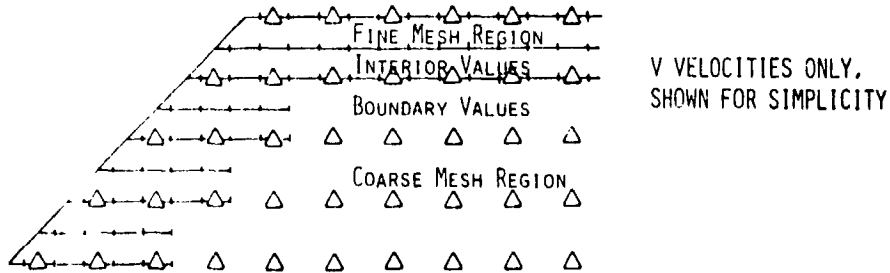 FINE MESH REGION
INTERIOR VALUES
BOUNDARY VALUES
COARSE MESH REGION
V VELOCITIES ONLY.
SHOWN FOR SIMPLICITY